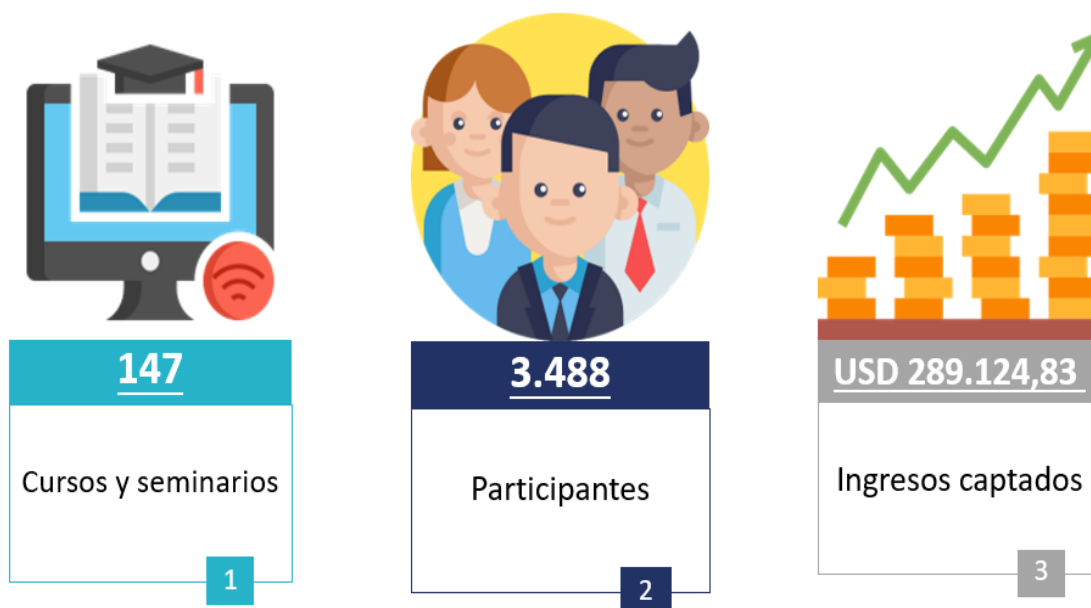 147
Cursos y seminarios
1
3.488
Participantes
2
USD 289.124,83
Ingresos captados
3